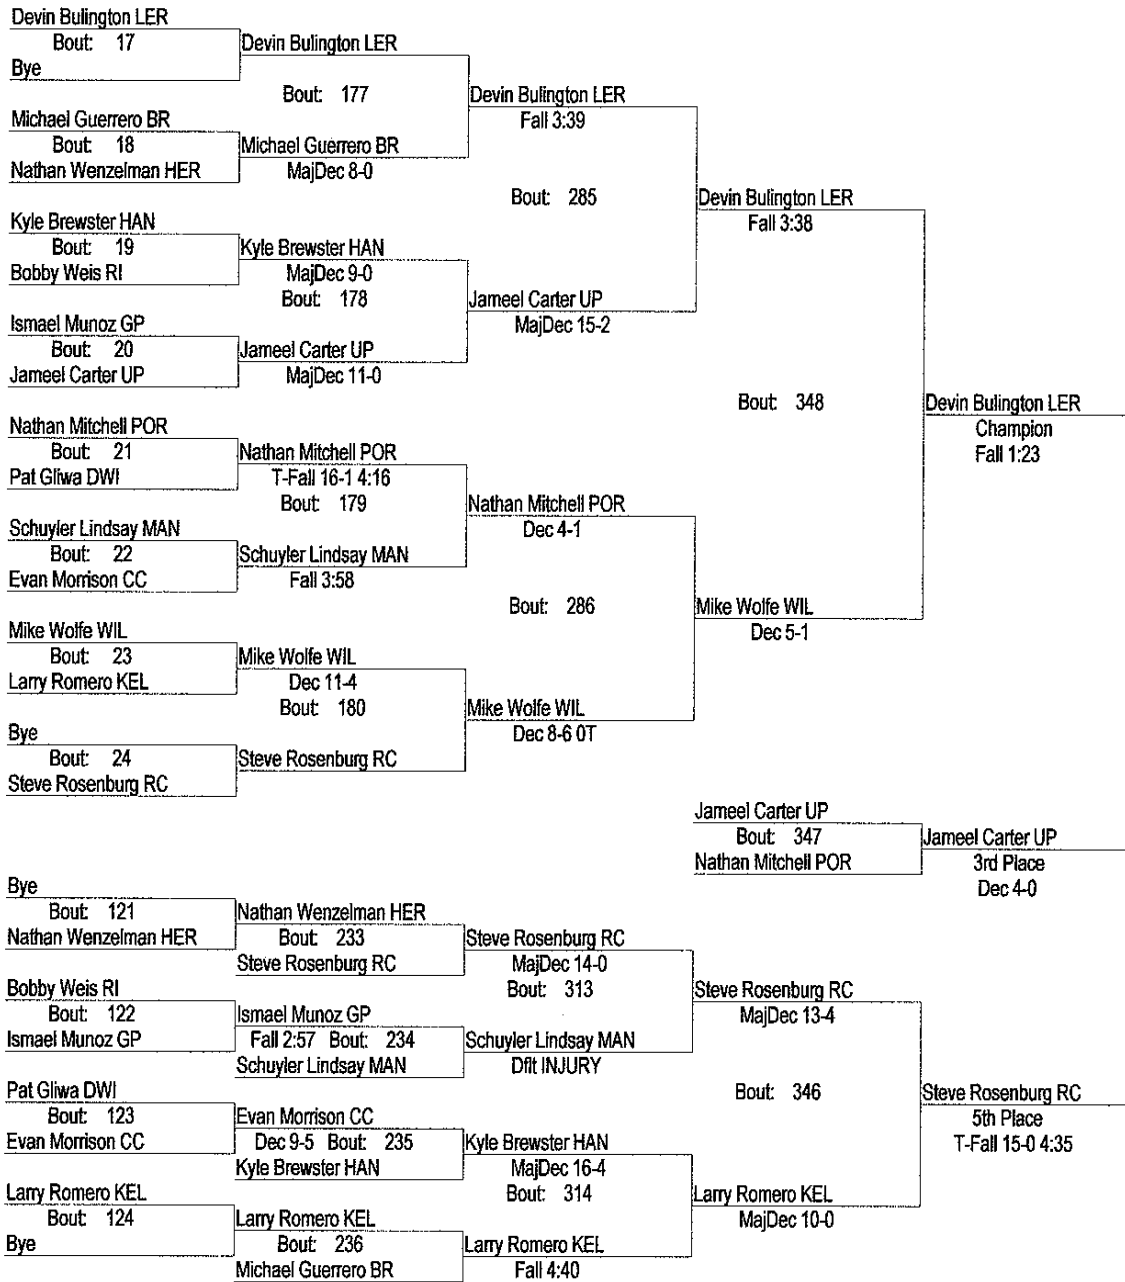 Devin Bulington LER
Bout: 17
Devin Bulington LER
Bye
Bout: 177
Devin Bulington LER
Fall 3:39
Michael Guerrero BR
Bout: 18
Michael Guerrero BR
Nathan Wenzelman HER
MajDec 8-0
Bout: 285
Devin Bulington LER
Fall 3:38
Kyle Brewster HAN
Bout: 19
Kyle Brewster HAN
Bobby Weis RI
MajDec 9-0
Bout: 178
Jameel Carter UP
MajDec 15-2
Ismael Munoz GP
Bout: 20
Jameel Carter UP
Jameel Carter UP
MajDec 11-0
Bout: 348
Devin Bulington LER
Champion
Fall 1:23
Nathan Mitchell POR
Bout: 21
Nathan Mitchell POR
Pat Gliwa DWI
T-Fall 16-1 4:16
Bout: 179
Nathan Mitchell POR
Dec 4-1
Schuyler Lindsay MAN
Bout: 22
Schuyler Lindsay MAN
Evan Morrison CC
Fall 3:58
Bout: 286
Mike Wolfe WIL
Dec 5-1
Mike Wolfe WIL
Bout: 23
Mike Wolfe WIL
Larry Romero KEL
Dec 11-4
Bout: 180
Mike Wolfe WIL
Dec 8-6 OT
Bye
Bout: 24
Steve Rosenburg RC
Steve Rosenburg RC
Jameel Carter UP
Bout: 347
Jameel Carter UP
Nathan Mitchell POR
3rd Place
Dec 4-0
Bye
Bout: 121
Nathan Wenzelman HER
Nathan Wenzelman HER
Bout: 233
Steve Rosenburg RC
Steve Rosenburg RC
MajDec 14-0
Bout: 313
Steve Rosenburg RC
MajDec 13-4
Bobby Weis RI
Bout: 122
Ismael Munoz GP
Ismael Munoz GP
Fall 2:57 Bout: 234
Schuyler Lindsay MAN
Schuyler Lindsay MAN
Dflt INJURY
Bout: 346
Steve Rosenburg RC
5th Place
T-Fall 15-0 4:35
Pat Gliwa DWI
Bout: 123
Evan Morrison CC
Evan Morrison CC
Dec 9-5 Bout: 235
Kyle Brewster HAN
Kyle Brewster HAN
MajDec 16-4
Bout: 314
Larry Romero KEL
MajDec 10-0
Larry Romero KEL
Bout: 124
Larry Romero KEL
Bye
Bout: 236
Larry Romero KEL
Michael Guerrero BR
Fall 4:40